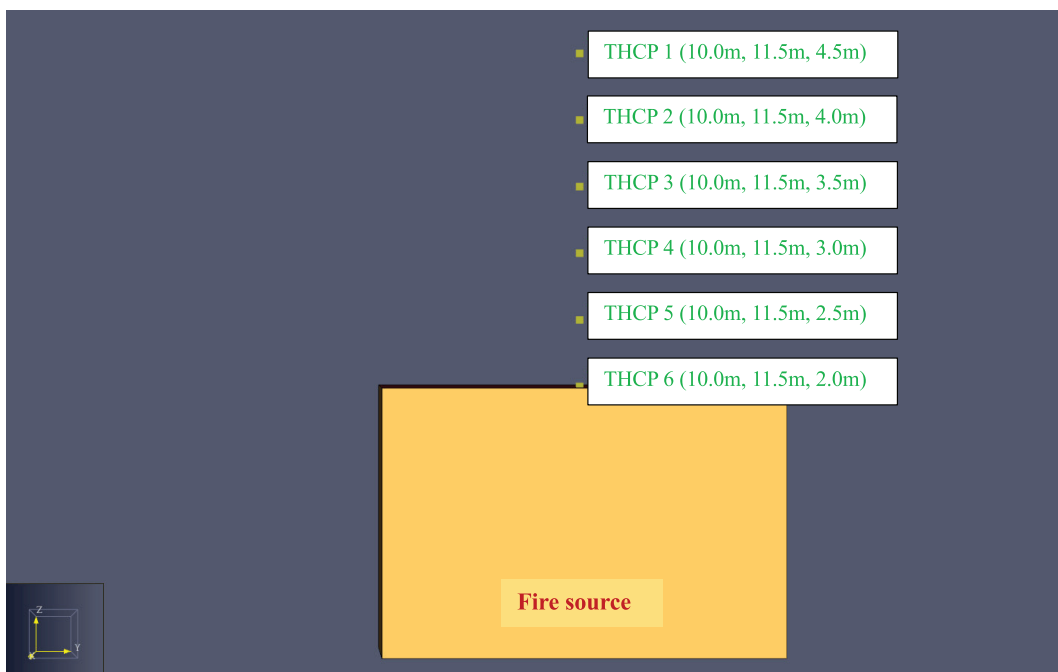 THCP 1 (10.0m, 11.5m, 4.5m)
THCP 2 (10.0m, 11.5m, 4.0m)
THCP 3 (10.0m, 11.5m, 3.5m)
THCP 4 (10.0m, 11.5m, 3.0m)
THCP 5 (10.0m, 11.5m, 2.5m)
THCP 6 (10.0m, 11.5m, 2.0m)
Fire source
Z
Y